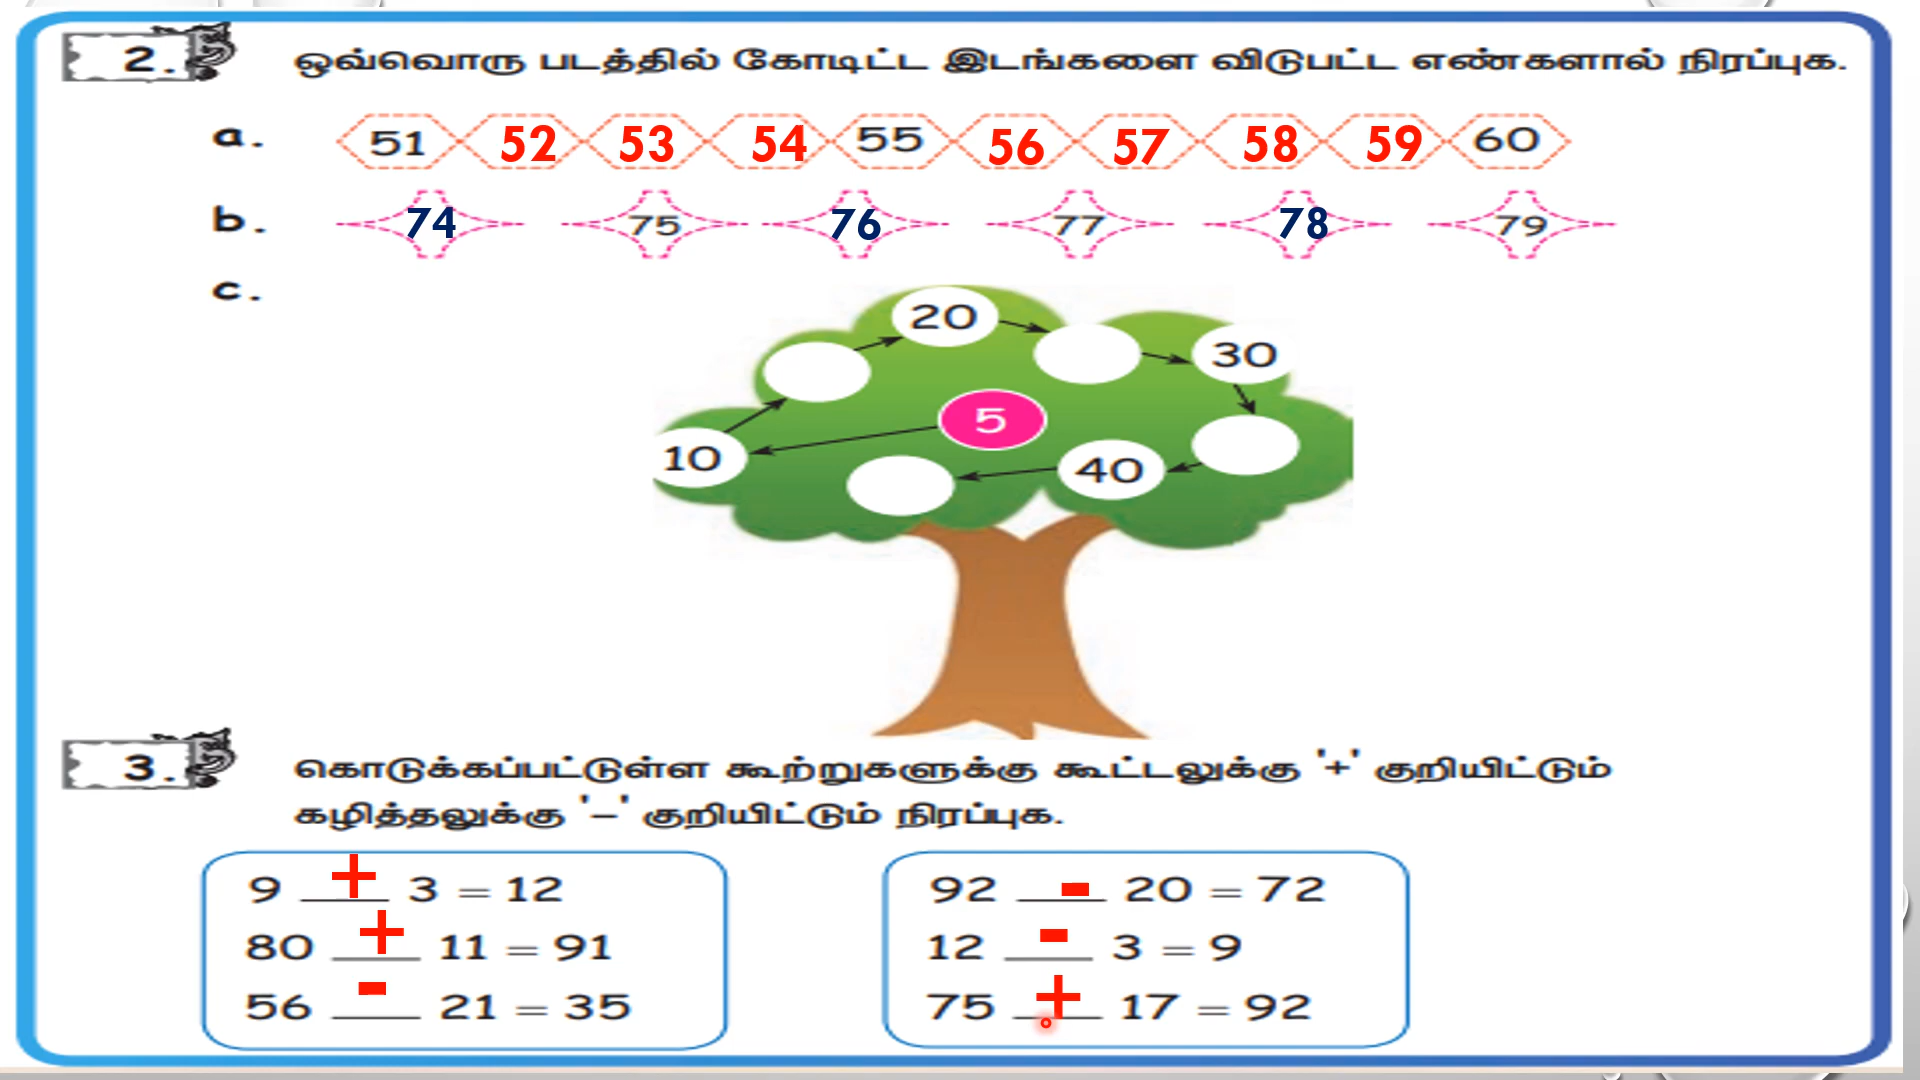 2. ஒவ்வொரு படத்தில் கோடிட்ட இடங்களை விடுபட்ட எண்களால் நிரப்புக.
a. 51 52 53 54 55 56 57 58 59 60
b. 74 75 76 77 78 79
c.
20
30
5
10
40
3. கொடுக்கப்பட்டுள்ள கூற்றுகளுக்கு கூட்டலுக்கு '+' குறியிட்டும்
கழித்தலுக்கு '–' குறியிட்டும் நிரப்புக.
9 + 3 = 12
80 + 11 = 91
56 - 21 = 35
92 - 20 = 72
12 - 3 = 9
75 + 17 = 92